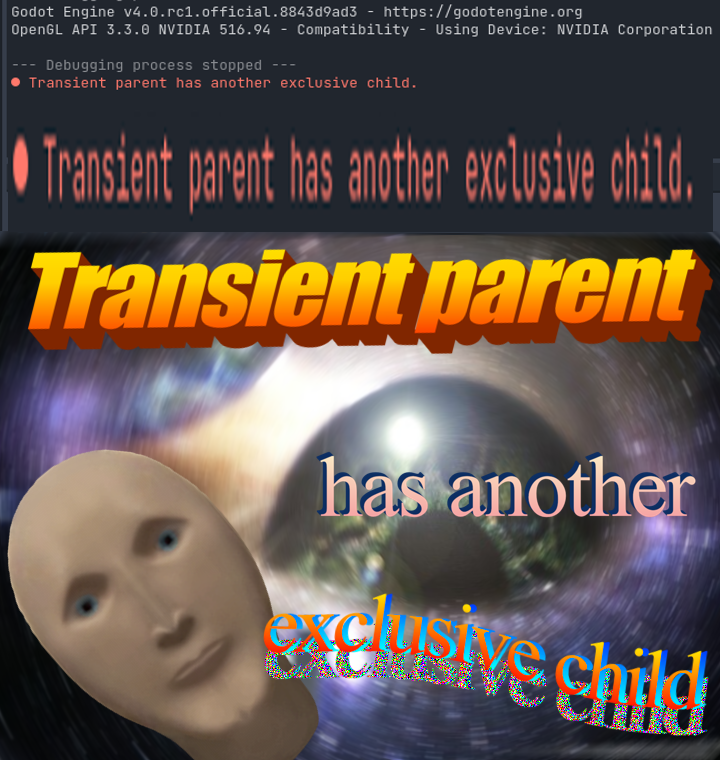 Godot Engine v4.0.rc1.official.8843d9ad3 - https://godotengine.org
OpenGL API 3.3.0 NVIDIA 516.94 - Compatibility - Using Device: NVIDIA Corporation
--- Debugging process stopped ---
● Transient parent has another exclusive child.
● Transient parent has another exclusive child.
Transient parent
has another
exclusive child